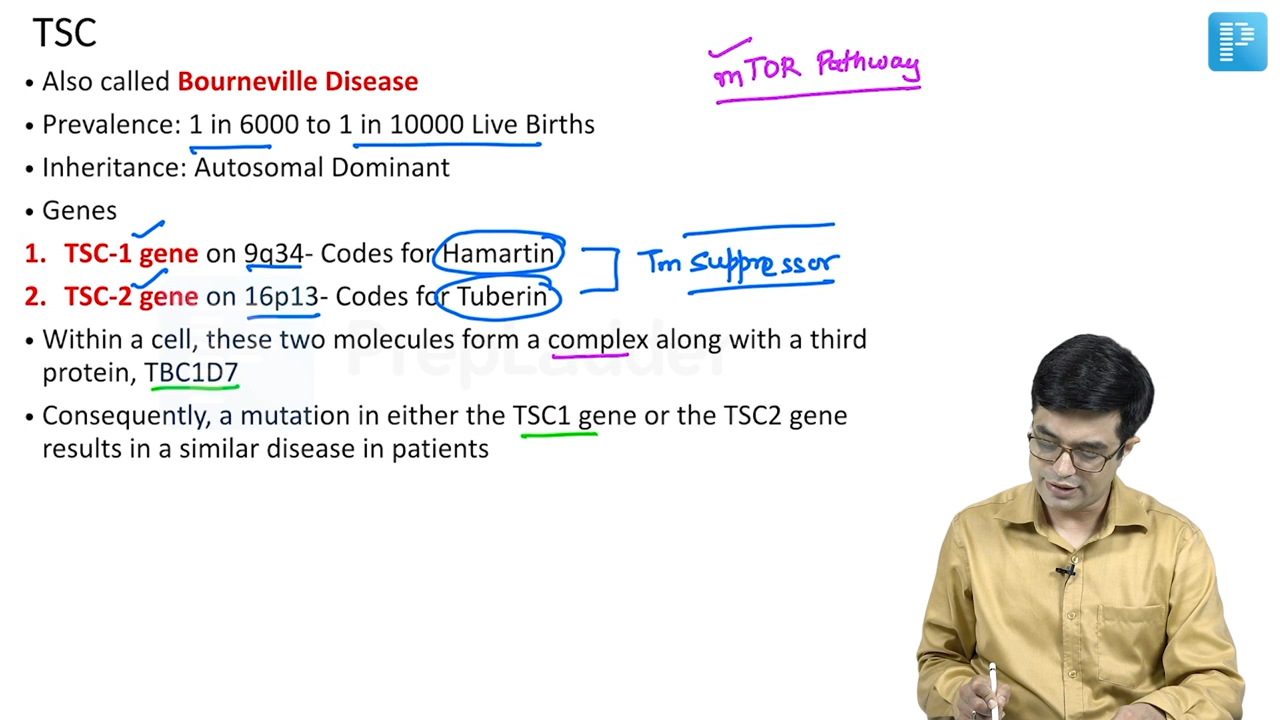 TSC
mTOR Pathway
• Also called Bourneville Disease
• Prevalence: 1 in 6000 to 1 in 10000 Live Births
• Inheritance: Autosomal Dominant
• Genes
1. TSC-1 gene on 9q34- Codes for Hamartin
Tm Suppressor
2. TSC-2 gene on 16p13- Codes for Tuberin
• Within a cell, these two molecules form a complex along with a third
protein, TBC1D7
PrepLadder
• Consequently, a mutation in either the TSC1 gene or the TSC2 gene
results in a similar disease in patients